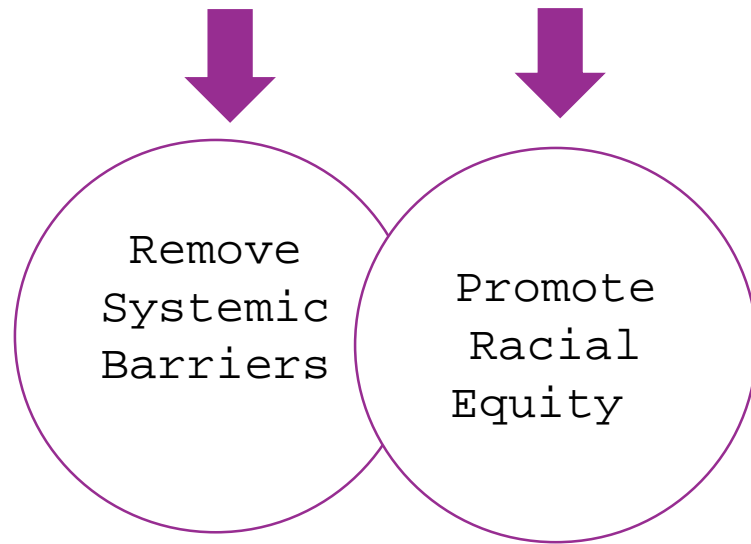 Remove
Systemic
Barriers
Promote
Racial
Equity